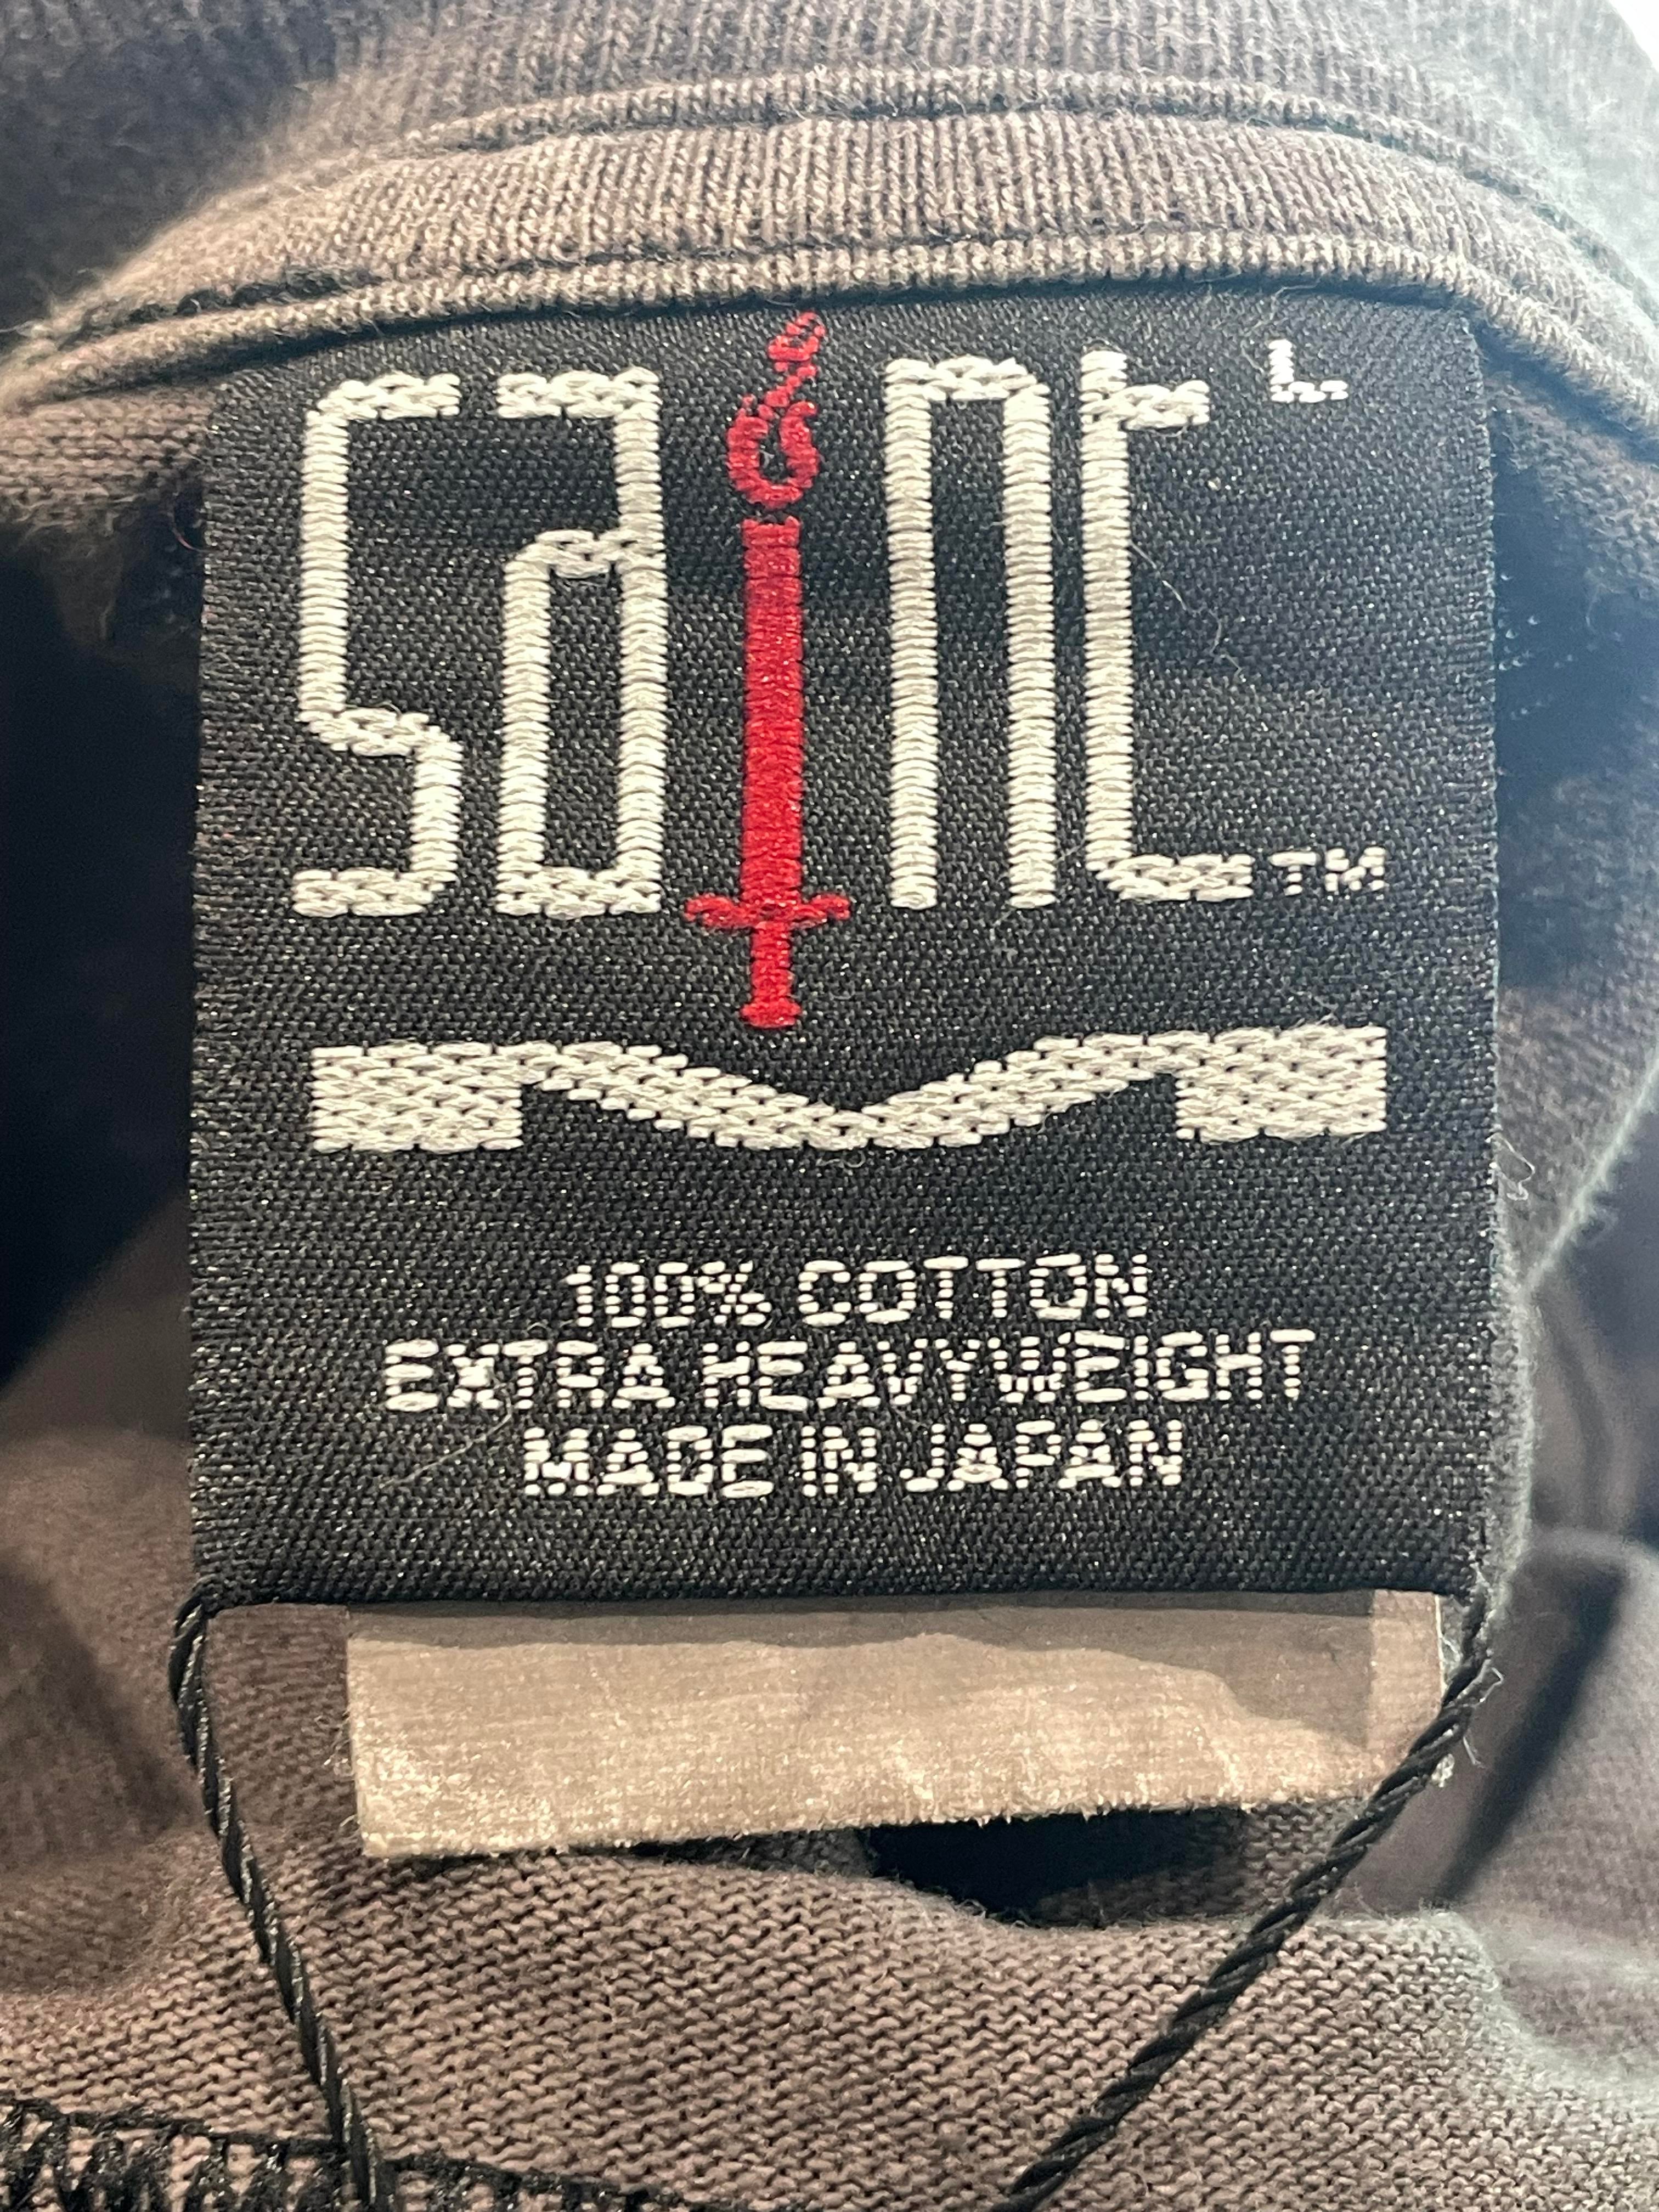 saint L
TM
100% COTTON
EXTRA HEAVYWEIGHT
MADE IN JAPAN